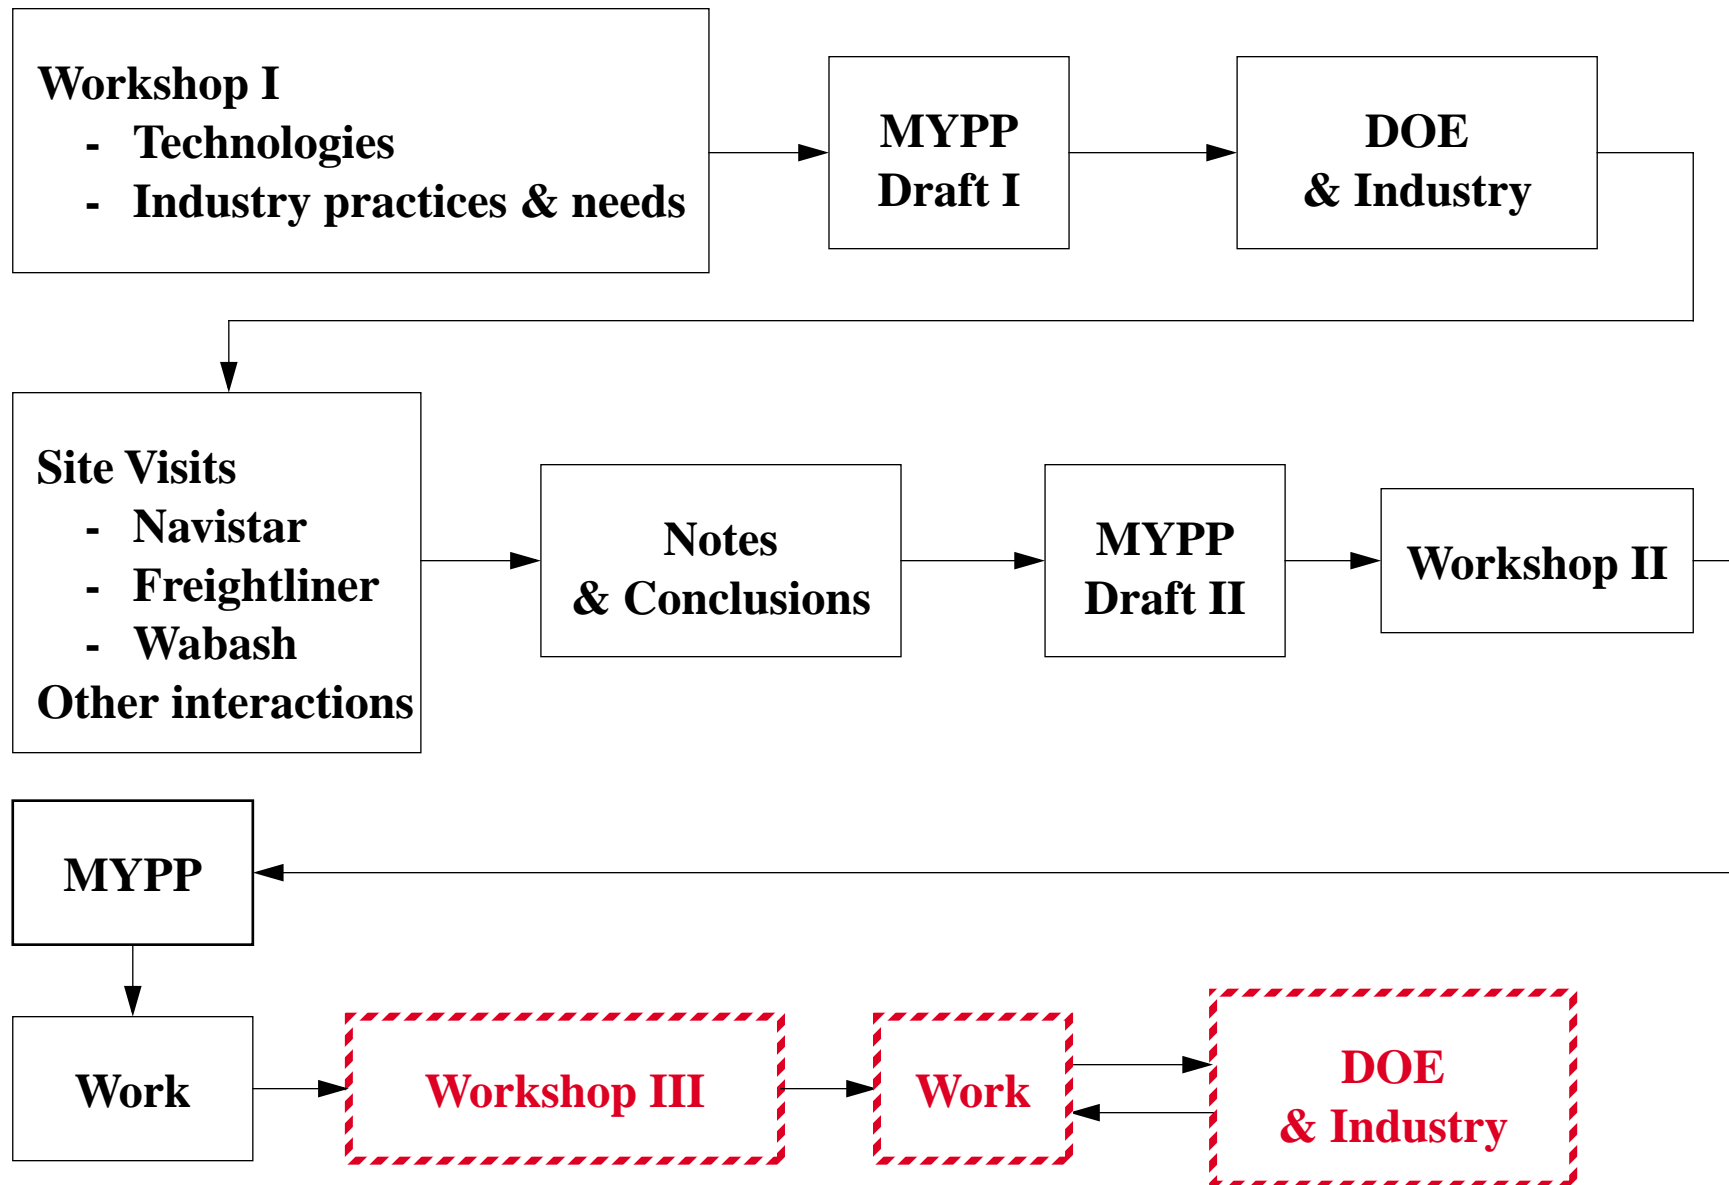 Workshop I
- Technologies
- Industry practices & needs
MYPP
Draft I
DOE
& Industry
Site Visits
- Navistar
- Freightliner
- Wabash
Other interactions
Notes
& Conclusions
MYPP
Draft II
Workshop II
MYPP
Work
Workshop III
Work
DOE
& Industry